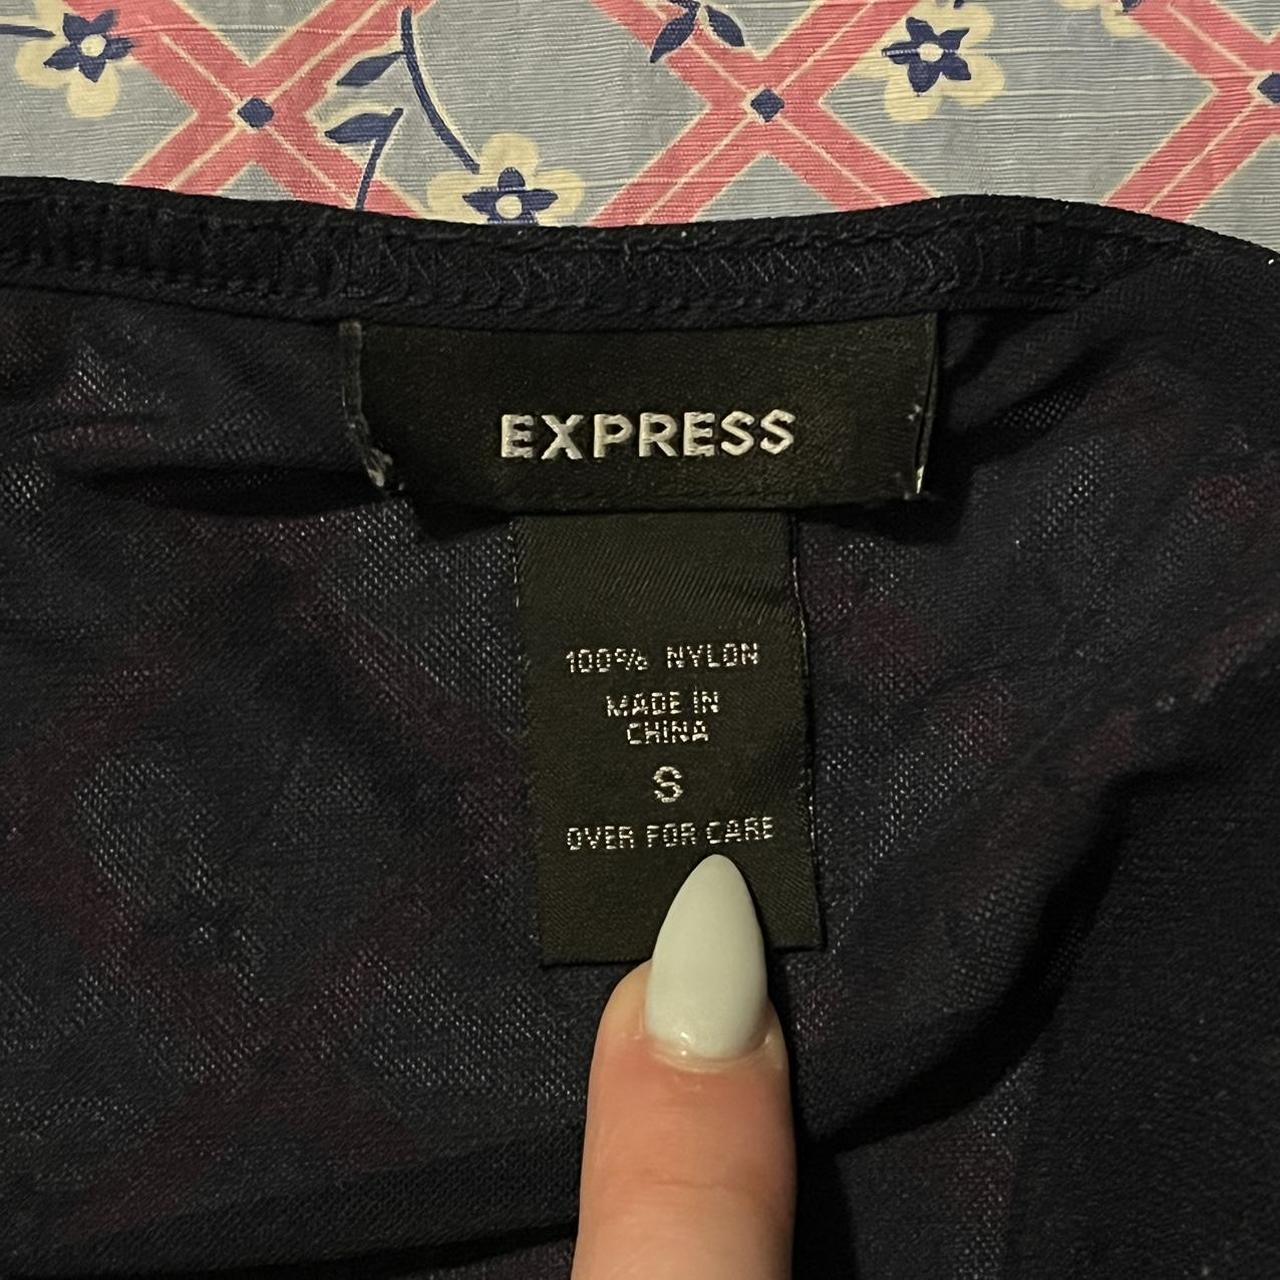 EXPRESS
100% NYLON
MADE IN
CHINA
S
OVER FOR CARE